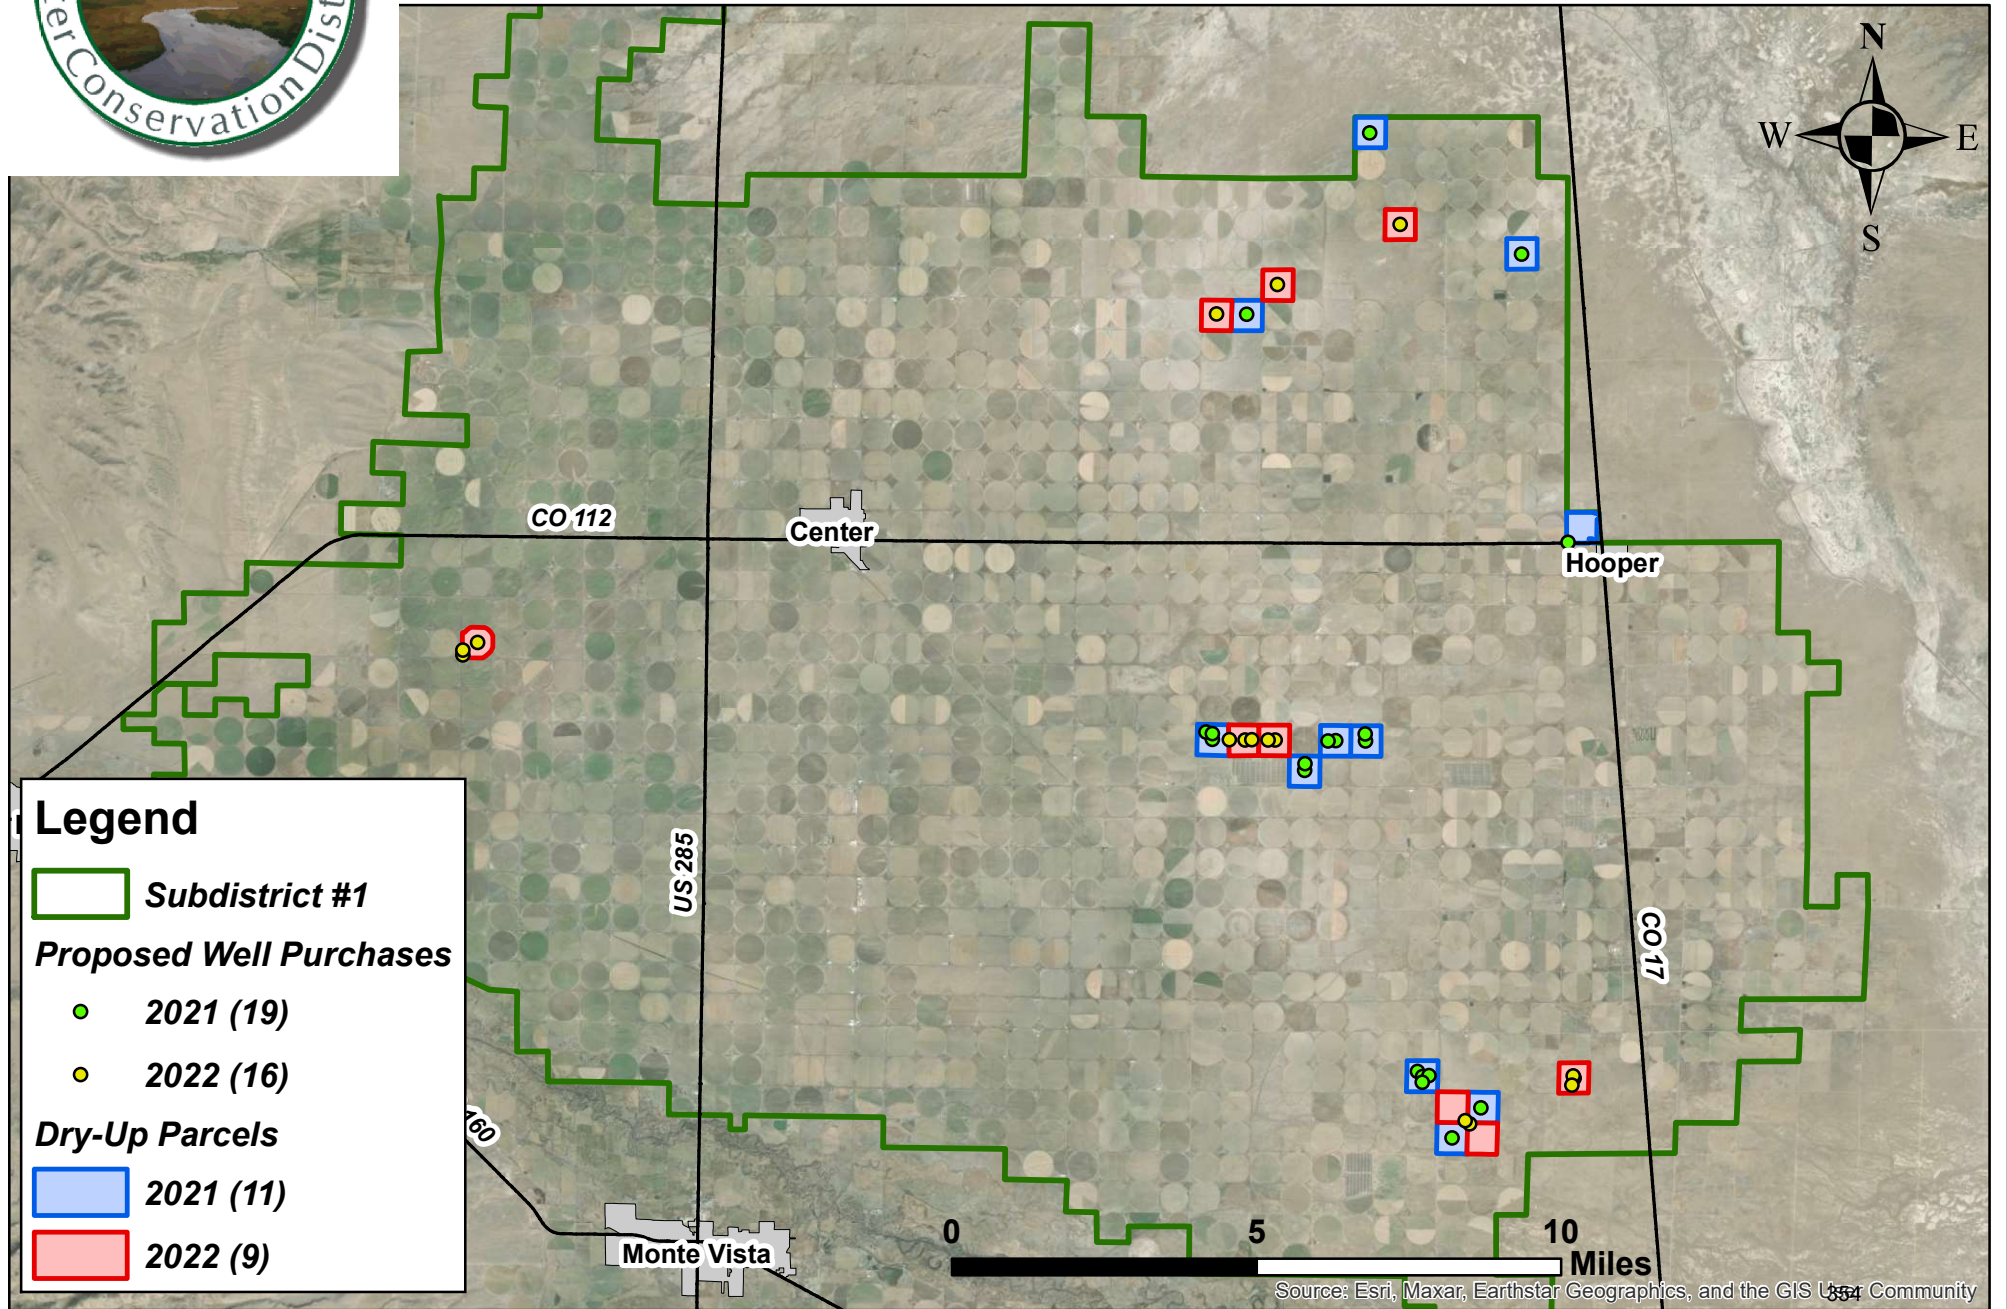 Conservation
N
W E
S
CO 112
Center
Hooper
US 285
CO 17
160
Monte Vista
Legend
Subdistrict #1
Proposed Well Purchases
2021 (19)
2022 (16)
Dry-Up Parcels
2021 (11)
2022 (9)
0 5 10
Miles
Source: Esri, Maxar, Earthstar Geographics, and the GIS User Community
354